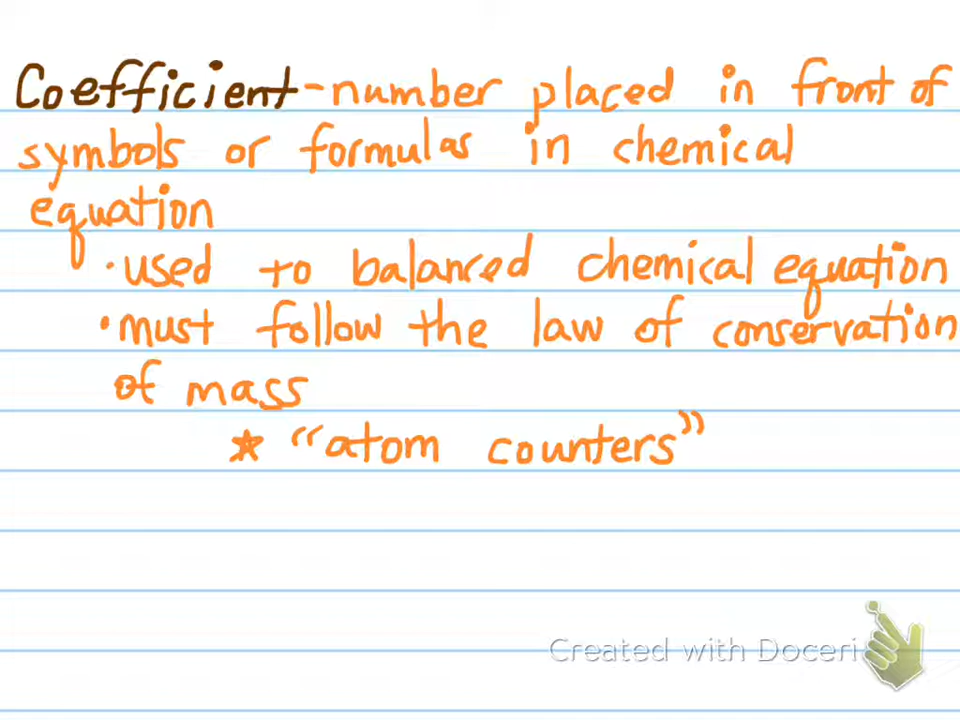 Coefficient - number placed in front of
symbols or formulas in chemical
equation
· used to balanced chemical equation
· must follow the law of conservation
of mass
* "atom counters"
Created with Doceri